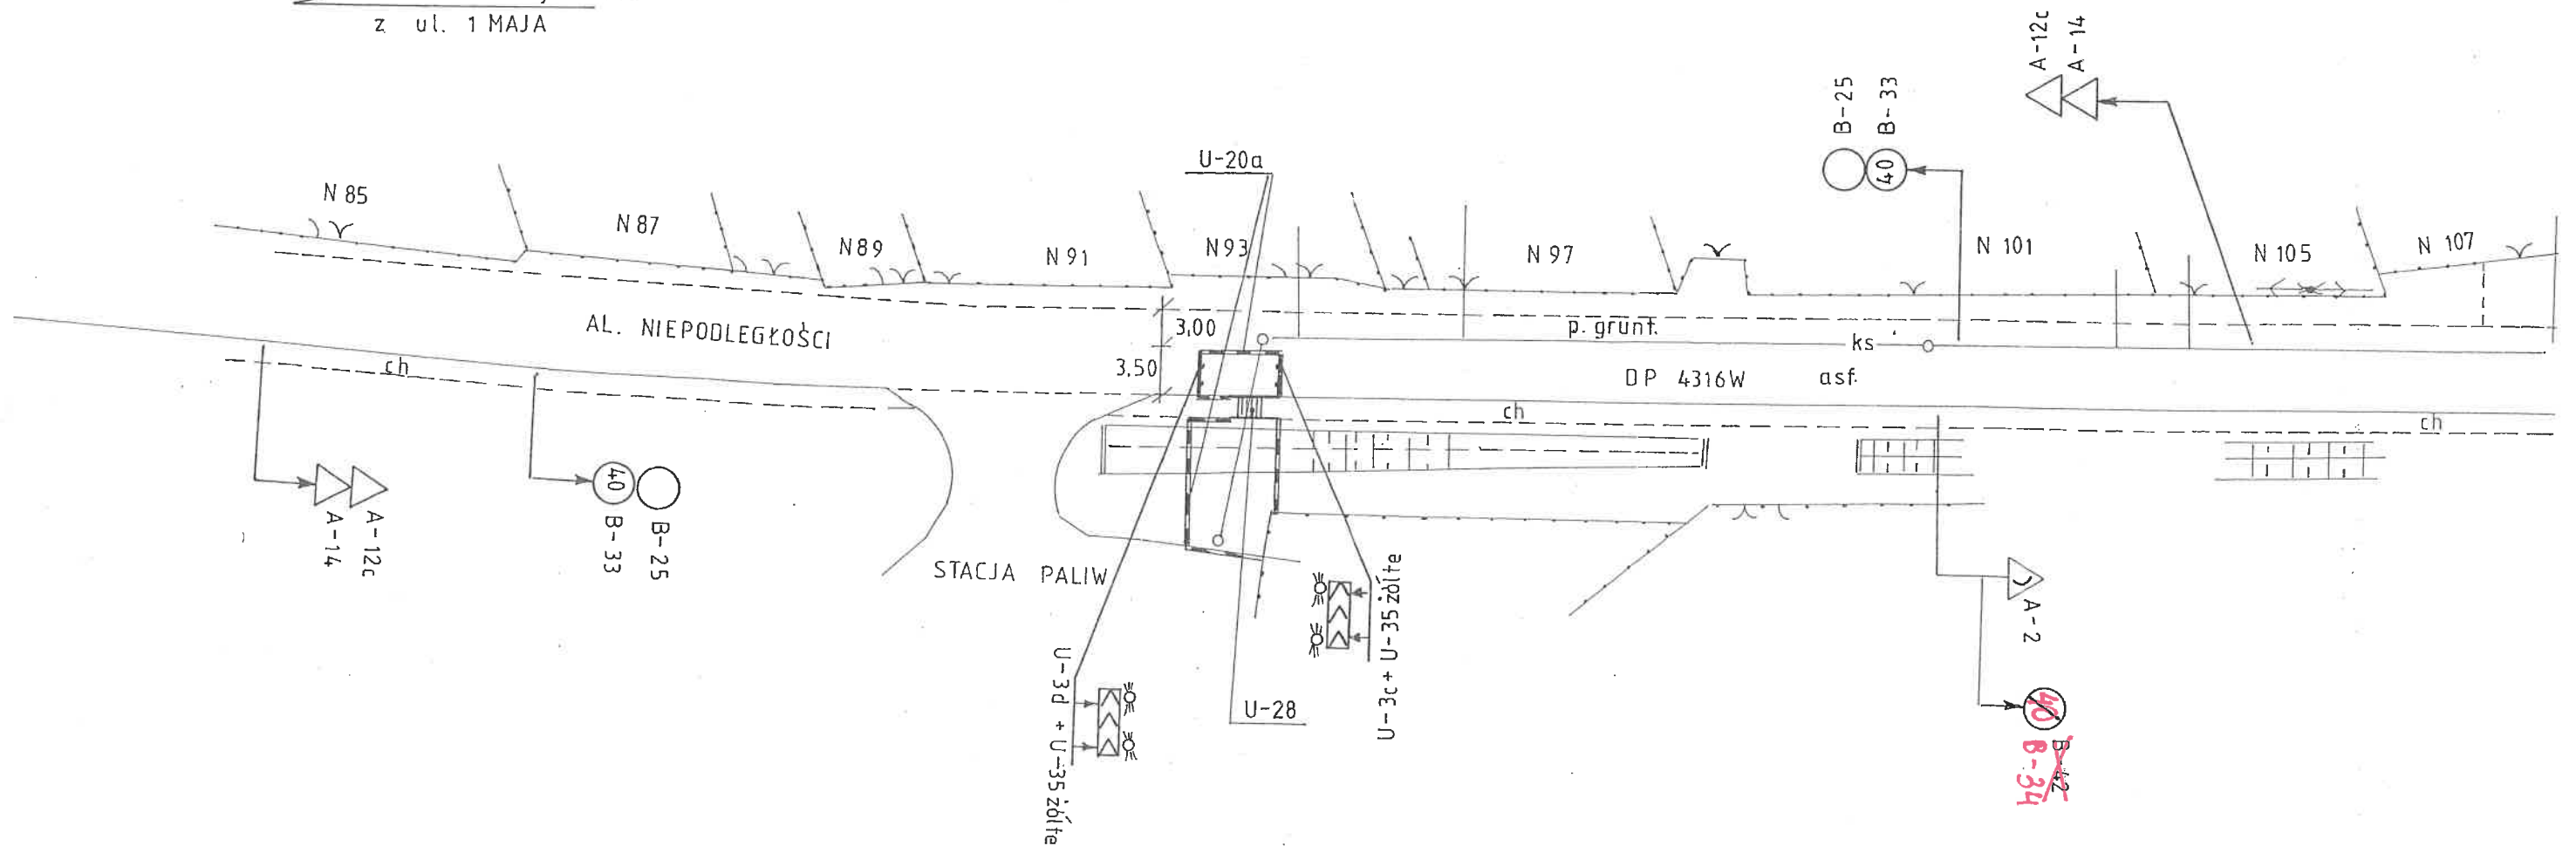 z ul. 1 MAJA
A-12c
A-14
B-25
B-33
40
U-20a
N 85
N 87
N 89
N 91
N 93
N 97
N 101
N 105
N 107
AL. NIEPODLEGŁOŚCI
3,00
3,50
p. grunt.
ks
DP 4316W asf.
ch
ch
ch
40
A-14
A-12c
B-33
B-25
STACJA PALIW
U-3d + U-35 żółte
U-3c + U-35 żółte
U-28
A-2
40
B-42
B-34